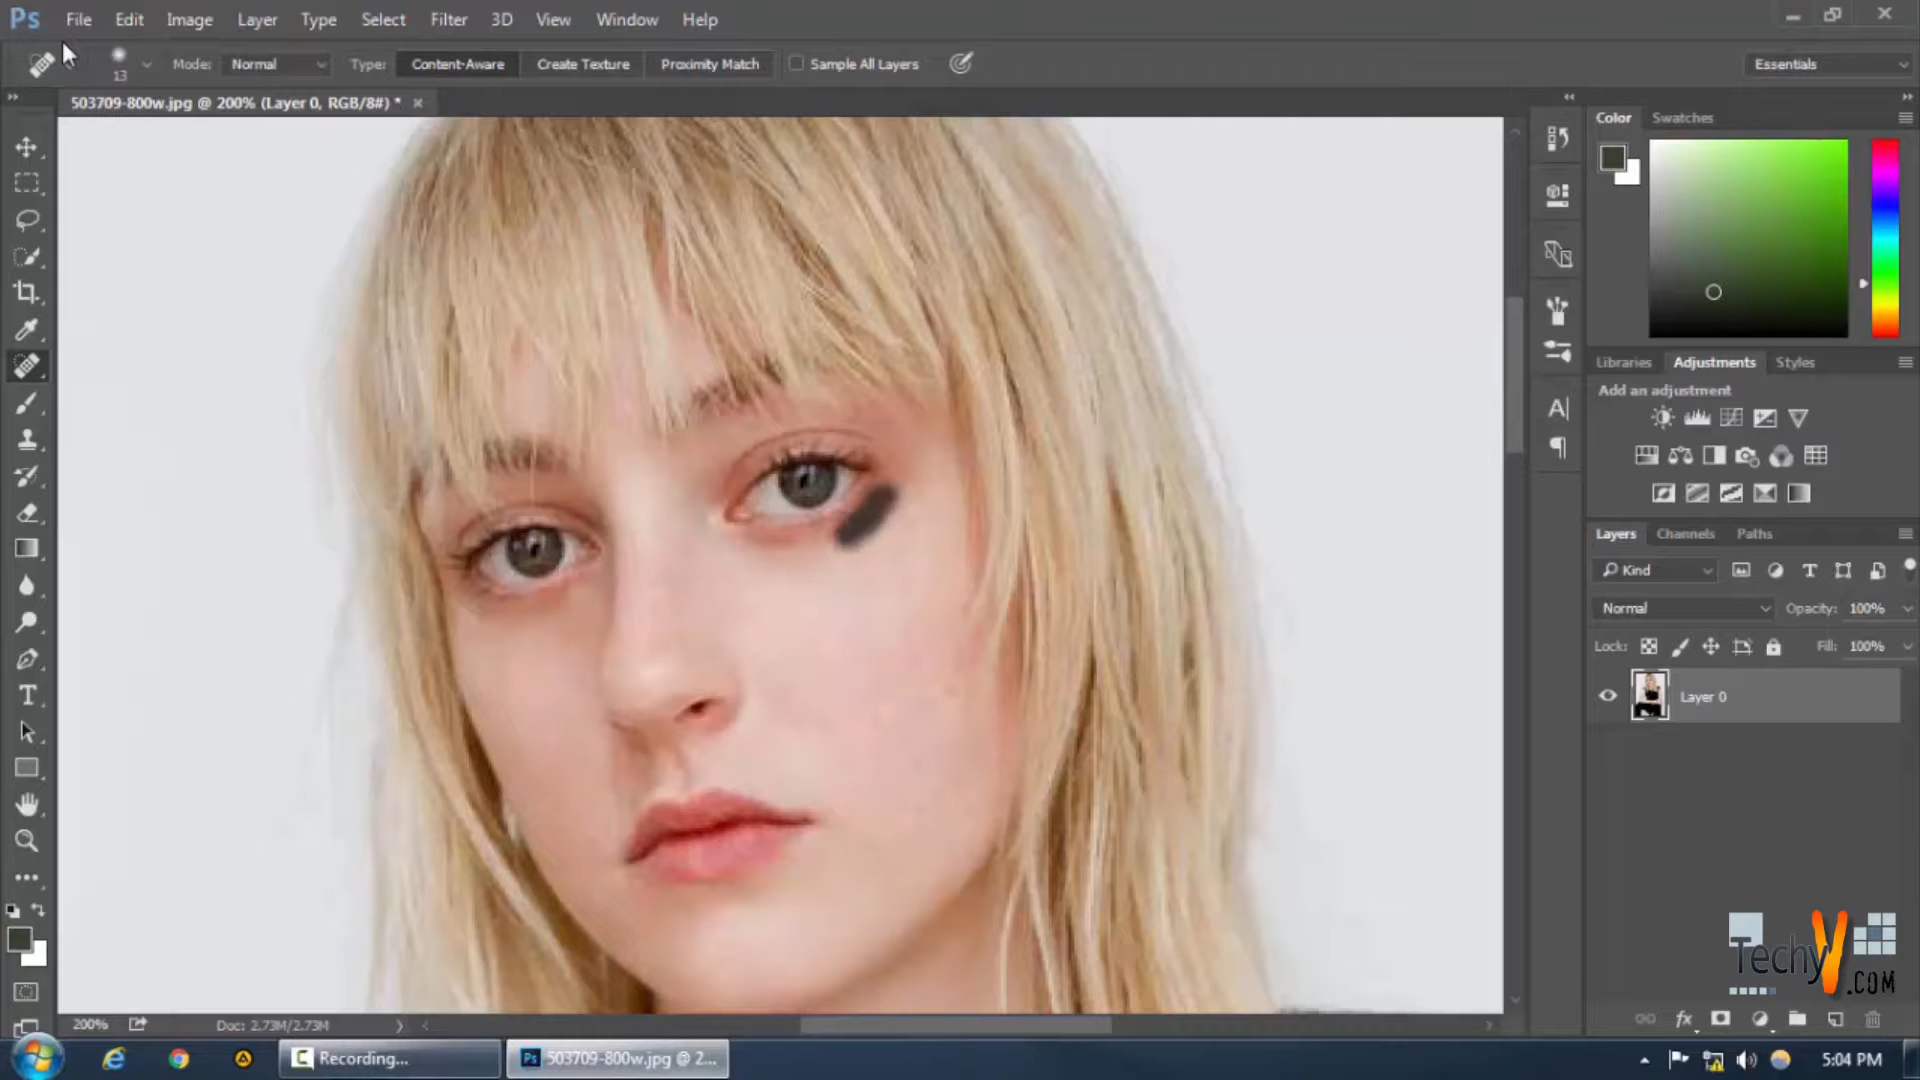 Ps File Edit Image Layer Type Select Filter 3D View Window Help
13 Mode: Normal Type: Content-Aware Create Texture Proximity Match Sample All Layers Essentials
503709-800w.jpg @ 200% (Layer 0, RGB/8#) *
Color Swatches
Libraries Adjustments Styles
Add an adjustment
Layers Channels Paths
Kind
Normal Opacity: 100%
Lock: Fill: 100%
Layer 0
TechyV.COM
200% Doc: 2.73M/2.73M
Recording... Ps 503709-800w.jpg @ 2... 5:04 PM